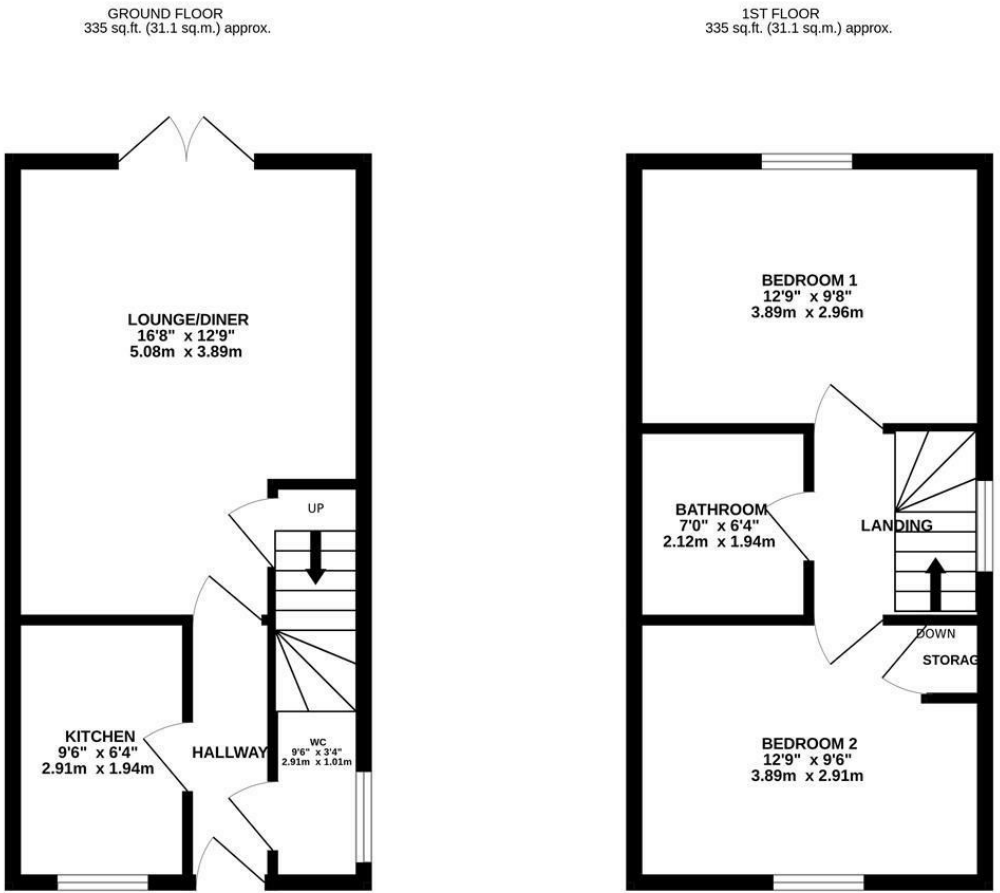 GROUND FLOOR
335 sq.ft. (31.1 sq.m.) approx.
1ST FLOOR
335 sq.ft. (31.1 sq.m.) approx.
LOUNGE/DINER
16'8" x 12'9"
5.08m x 3.89m
UP
KITCHEN
9'6" x 6'4"
2.91m x 1.94m
HALLWAY
WC
9'6" x 3'4"
2.91m x 1.01m
BEDROOM 1
12'9" x 9'8"
3.89m x 2.96m
BATHROOM
7'0" x 6'4"
2.12m x 1.94m
LANDING
DOWN
STORAG
BEDROOM 2
12'9" x 9'6"
3.89m x 2.91m